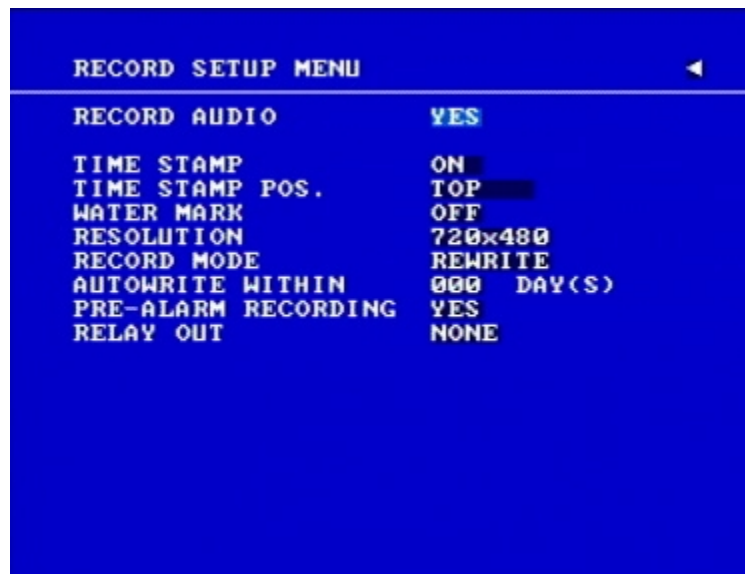 RECORD SETUP MENU
RECORD AUDIO YES
TIME STAMP ON
TIME STAMP POS. TOP
WATER MARK OFF
RESOLUTION 720x480
RECORD MODE REWRITE
AUTOWRITE WITHIN 000 DAY(S)
PRE-ALARM RECORDING YES
RELAY OUT NONE